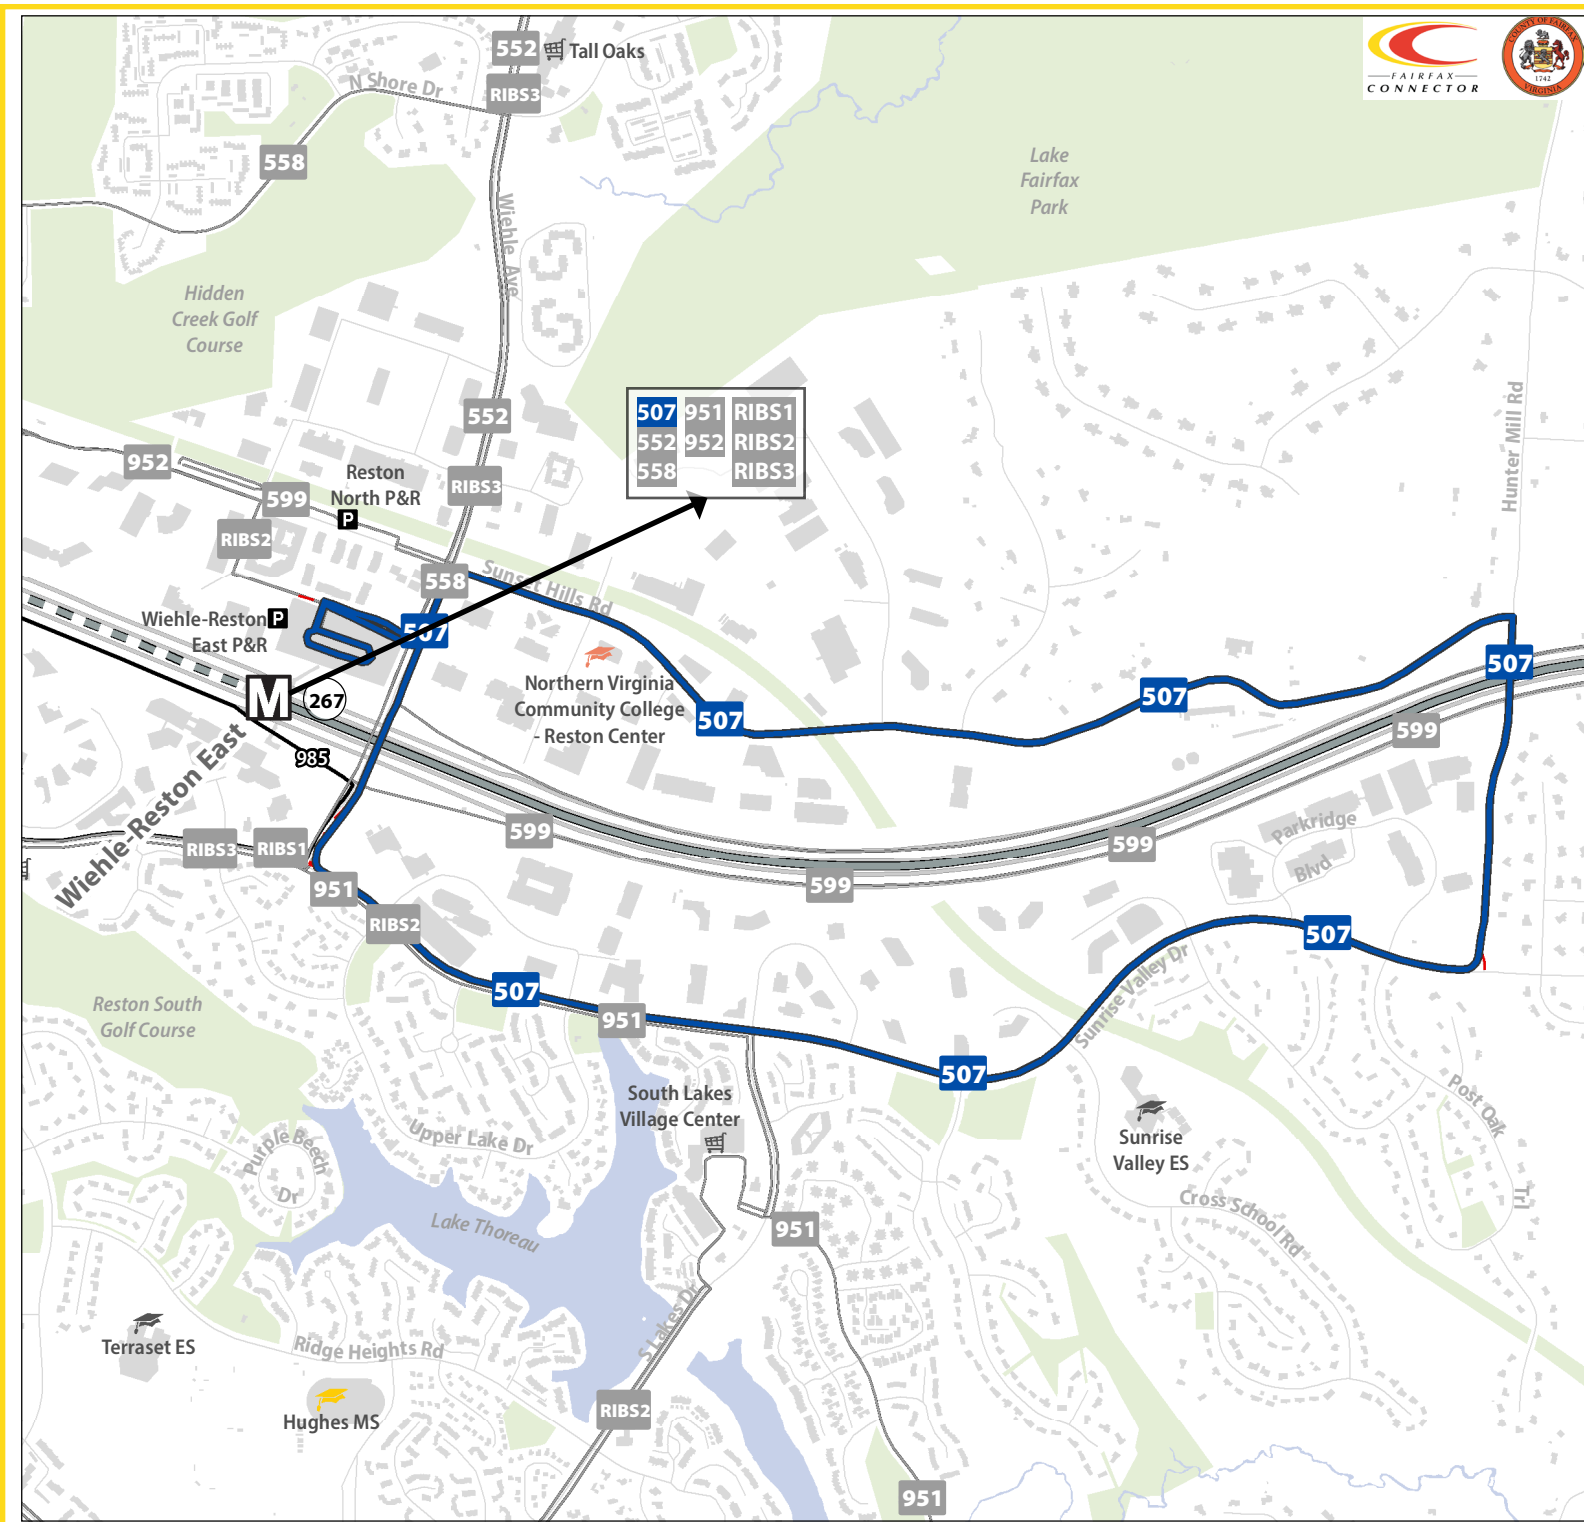 552
Tall Oaks
N Shore Dr
RIBS3
558
Wiehle Ave
Lake
Fairfax
Park
FAIRFAX
CONNECTOR
COUNTY OF FAIRFAX
1742
VIRGINIA
Hidden
Creek Golf
Course
552
507 951 RIBS1
552 952 RIBS2
558 RIBS3
Hunter Mill Rd
952
Reston
North P&R
P
599
RIBS3
RIBS2
558
Sunset Hills Rd
Wiehle-Reston
East P&R
P
507
M
267
Northern Virginia
Community College
- Reston Center
507
507
507
599
Wiehle-Reston East
985
599
599
599
Parkridge
Blvd
RIBS3
RIBS1
951
RIBS2
507
507
951
Sunrise Valley Dr
507
Reston South
Golf Course
South Lakes
Village Center
Upper Lake Dr
Purple Beech
Dr
Lake Thoreau
Sunrise
Valley ES
Post Oak
Trl
Cross School Rd
951
S Lakes Dr
Terraset ES
Ridge Heights Rd
Hughes MS
RIBS2
951